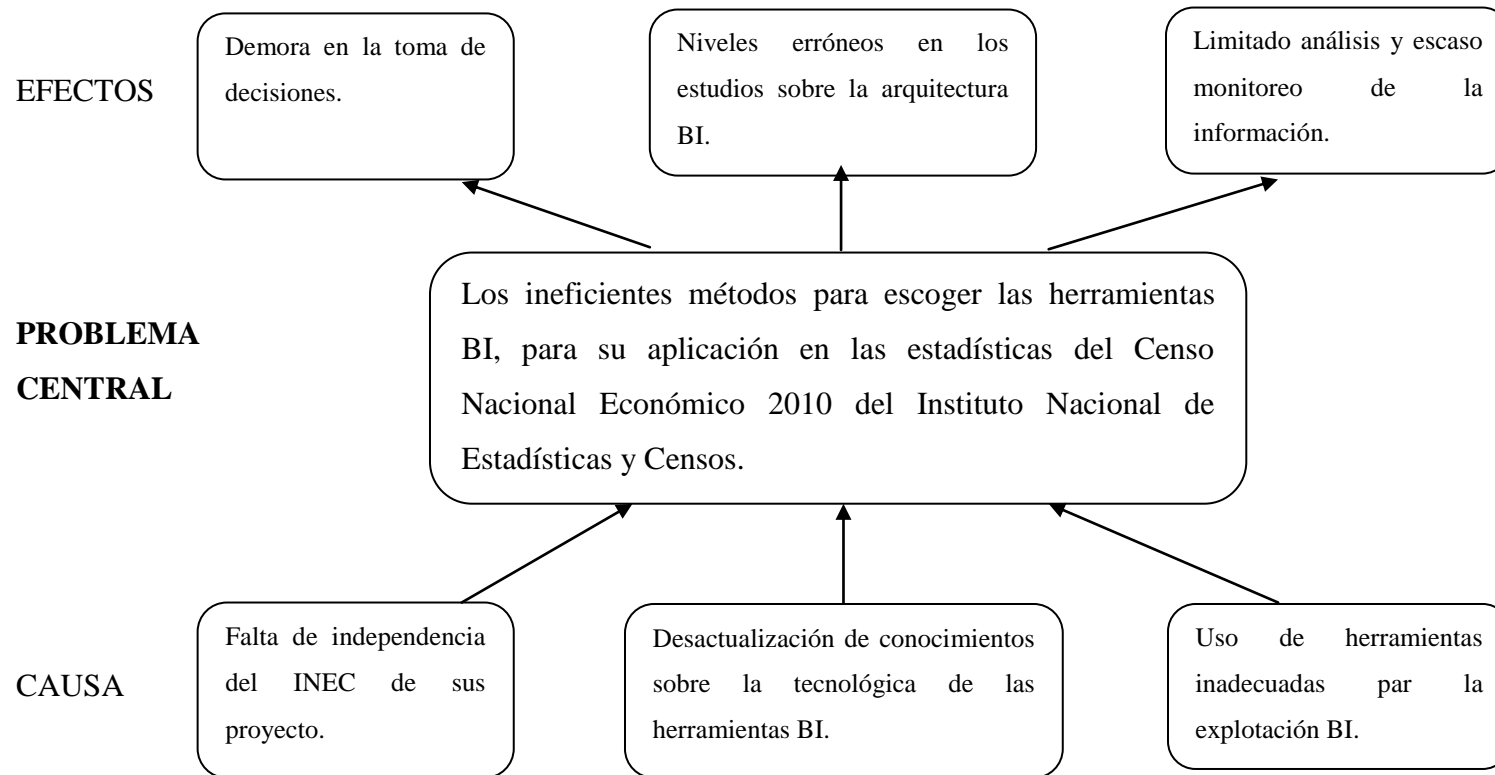 EFECTOS
Demora en la toma de
decisiones.
Niveles erróneos en los
estudios sobre la arquitectura
BI.
Limitado análisis y escaso
monitoreo de la
información.
PROBLEMA
CENTRAL
Los ineficientes métodos para escoger las herramientas
BI, para su aplicación en las estadísticas del Censo
Nacional Económico 2010 del Instituto Nacional de
Estadísticas y Censos.
CAUSA
Falta de independencia
del INEC de sus
proyecto.
Desactualización de conocimientos
sobre la tecnológica de las
herramientas BI.
Uso de herramientas
inadecuadas par la
explotación BI.